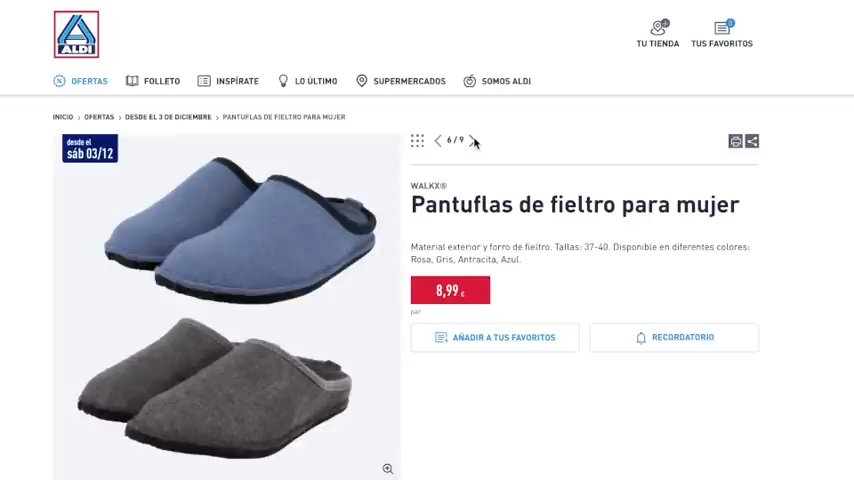 ALDI
TU TIENDA
TUS FAVORITOS
0
OFERTAS
FOLLETO
INSPÍRATE
LO ÚLTIMO
SUPERMERCADOS
SOMOS ALDI
INICIO > OFERTAS > DESDE EL 3 DE DICIEMBRE > PANTUFLAS DE FIELTRO PARA MUJER
desde el
sáb 03/12
6 / 9
WALKX®
Pantuflas de fieltro para mujer
Material exterior y forro de fieltro. Tallas: 37-40. Disponible en diferentes colores:
Rosa, Gris, Antracita, Azul.
8,99 €
par
AÑADIR A TUS FAVORITOS
RECORDATORIO